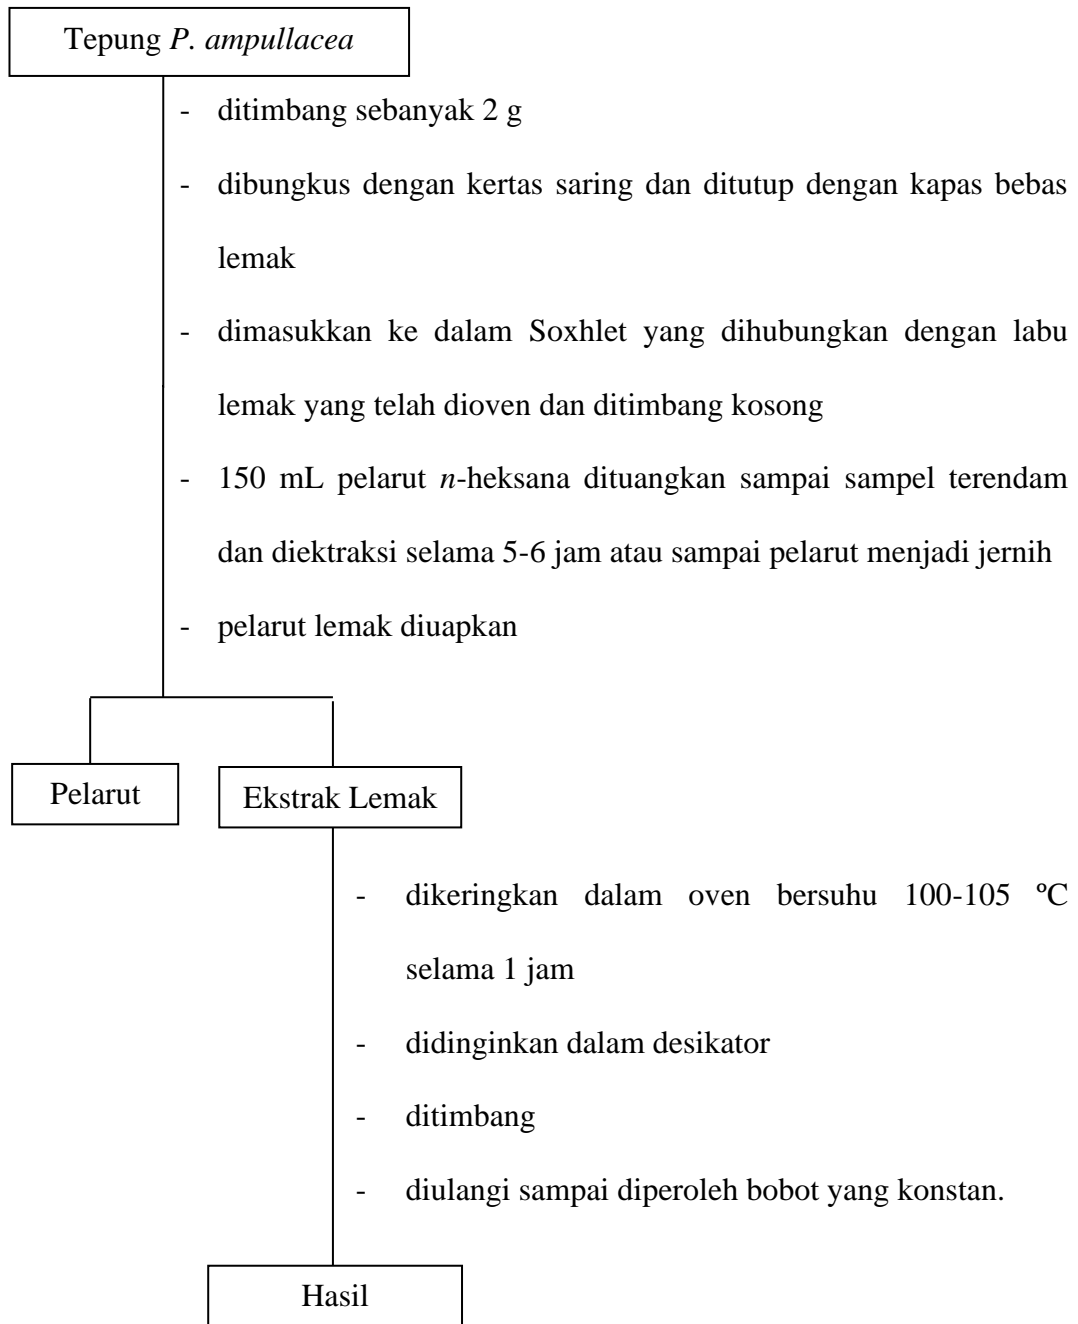 Tepung P. ampullacea
- ditimbang sebanyak 2 g
- dibungkus dengan kertas saring dan ditutup dengan kapas bebas
lemak
- dimasukkan ke dalam Soxhlet yang dihubungkan dengan labu
lemak yang telah dioven dan ditimbang kosong
- 150 mL pelarut n-heksana dituangkan sampai sampel terendam
dan diektraksi selama 5-6 jam atau sampai pelarut menjadi jernih
- pelarut lemak diuapkan
Pelarut
Ekstrak Lemak
- dikeringkan dalam oven bersuhu 100-105 ºC
selama 1 jam
- didinginkan dalam desikator
- ditimbang
- diulangi sampai diperoleh bobot yang konstan.
Hasil